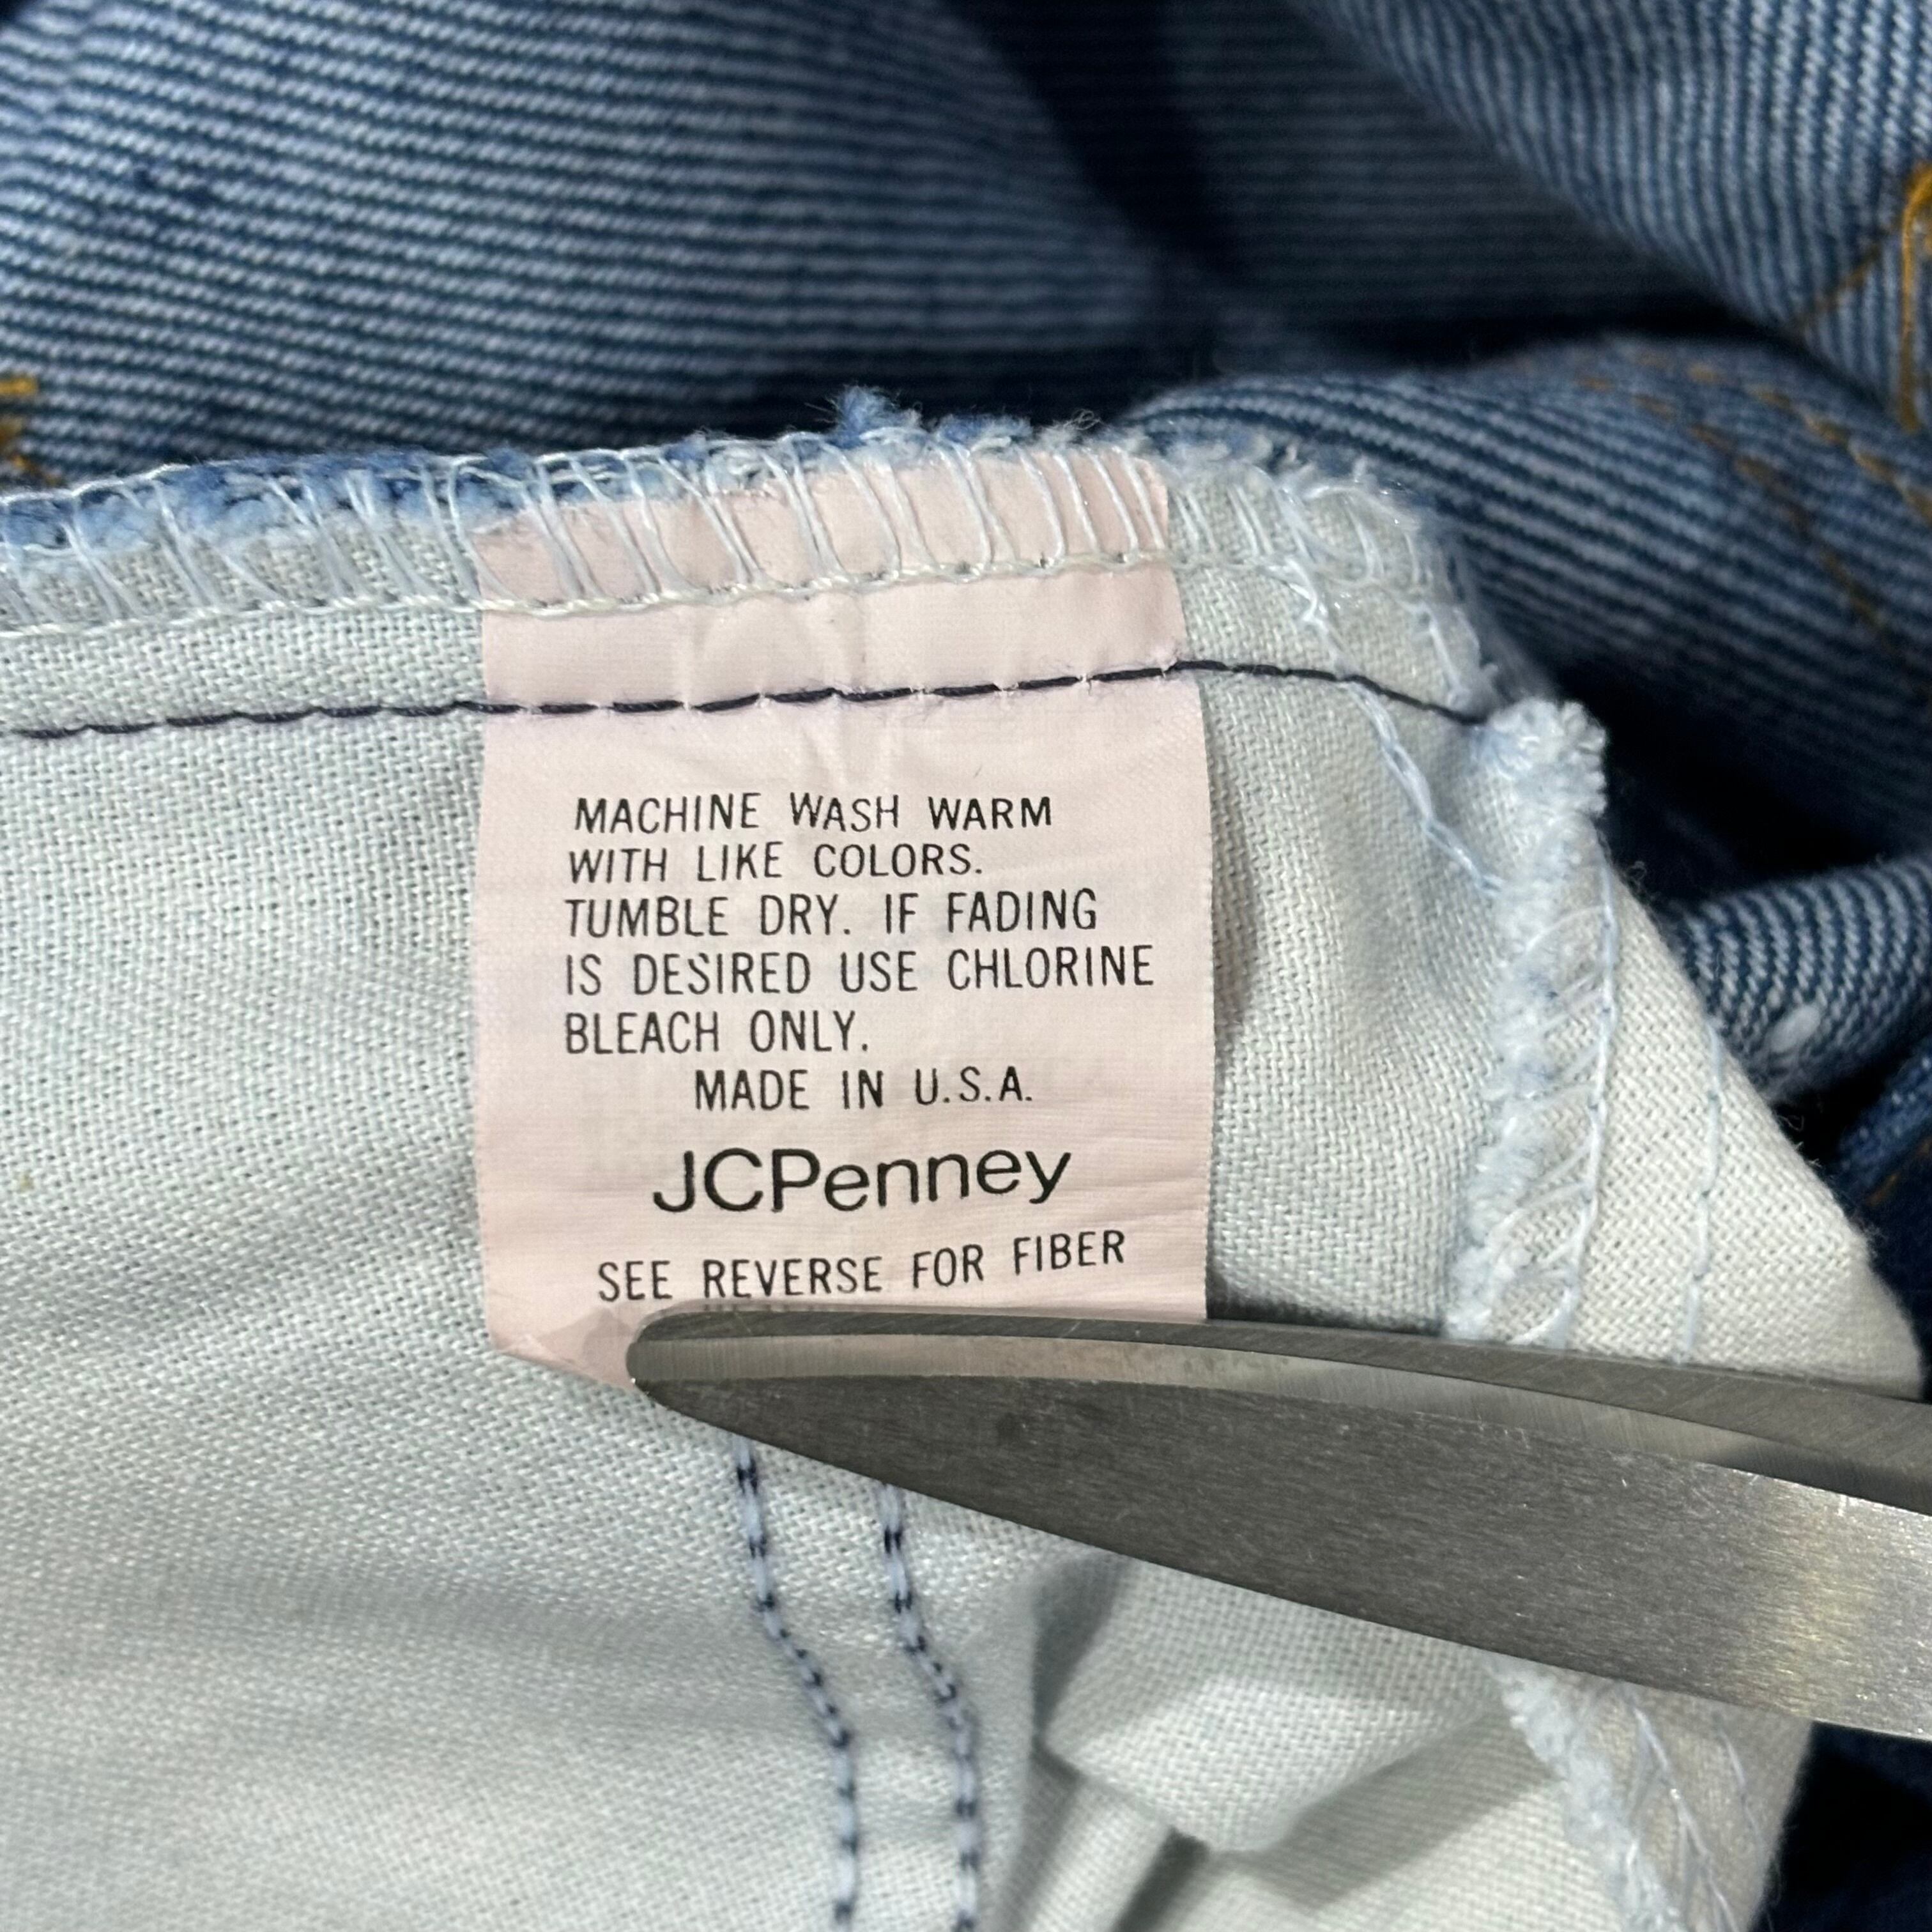 MACHINE WASH WARM
WITH LIKE COLORS.
TUMBLE DRY. IF FADING
IS DESIRED USE CHLORINE
BLEACH ONLY.
MADE IN U.S.A.
JCPenney
SEE REVERSE FOR FIBER